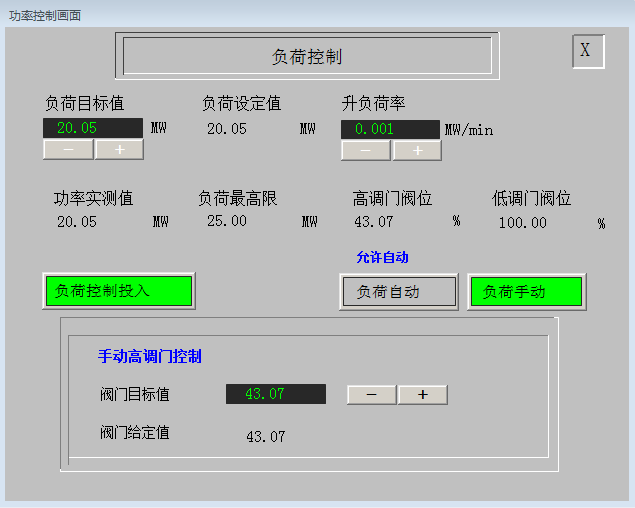 功率控制画面
负荷控制
X
负荷目标值 负荷设定值 升负荷率
20.05 MW 20.05 MW 0.001 MW/min
- + - +
功率实测值 负荷最高限 高调门阀位 低调门阀位
20.05 MW 25.00 MW 43.07 % 100.00 %
允许自动
负荷控制投入 负荷自动 负荷手动
手动高调门控制
阀门目标值 43.07 - +
阀门给定值 43.07